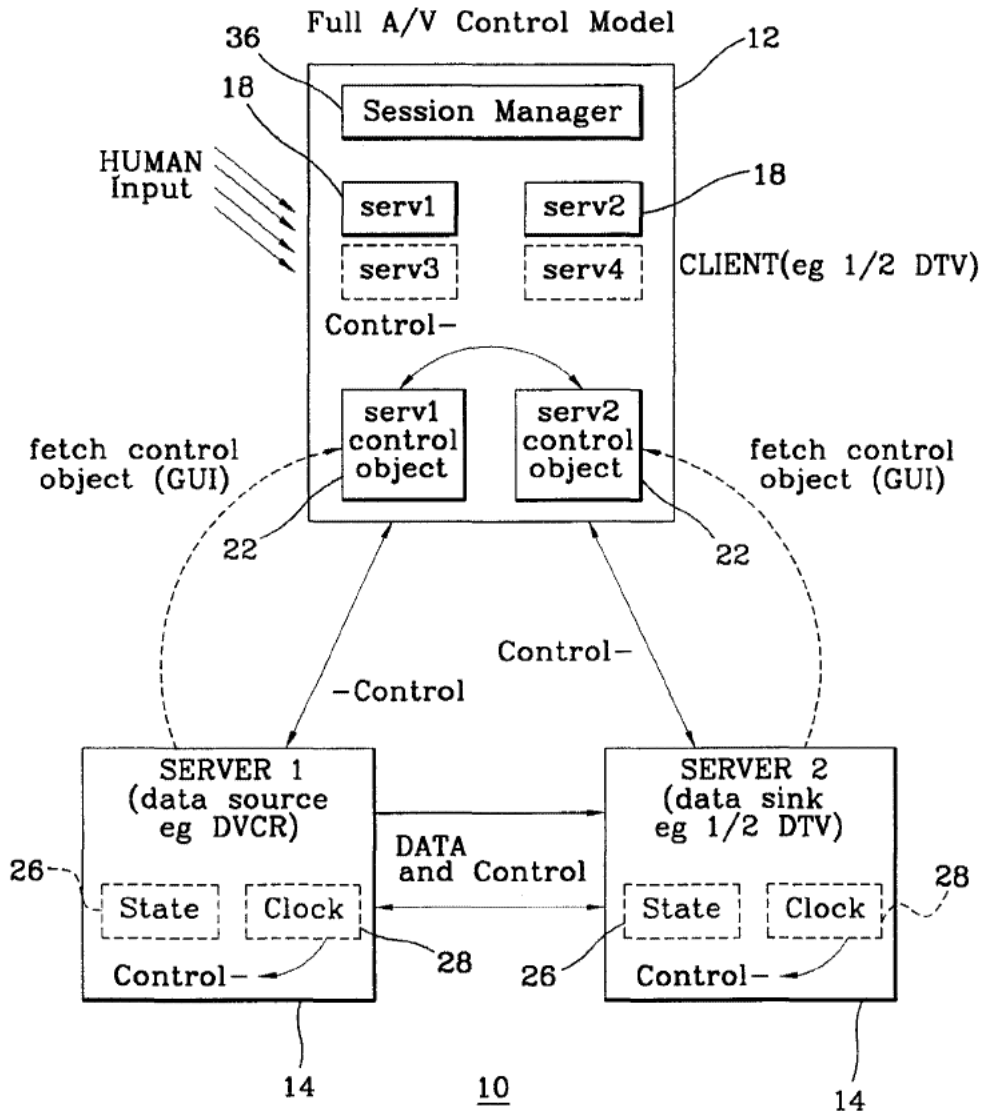 Full A/V Control Model
36
12
18
Session Manager
HUMAN
Input
18
serv1
serv2
serv3
serv4
CLIENT(eg 1/2 DTV)
Control-
serv1
control
object
serv2
control
object
fetch control
object (GUI)
fetch control
object (GUI)
22
22
Control-
-Control
SERVER 1
(data source
eg DVCR)
SERVER 2
(data sink
eg 1/2 DTV)
DATA
and Control
26
State
Clock
State
Clock
28
Control-
28
26
Control-
14
10
14